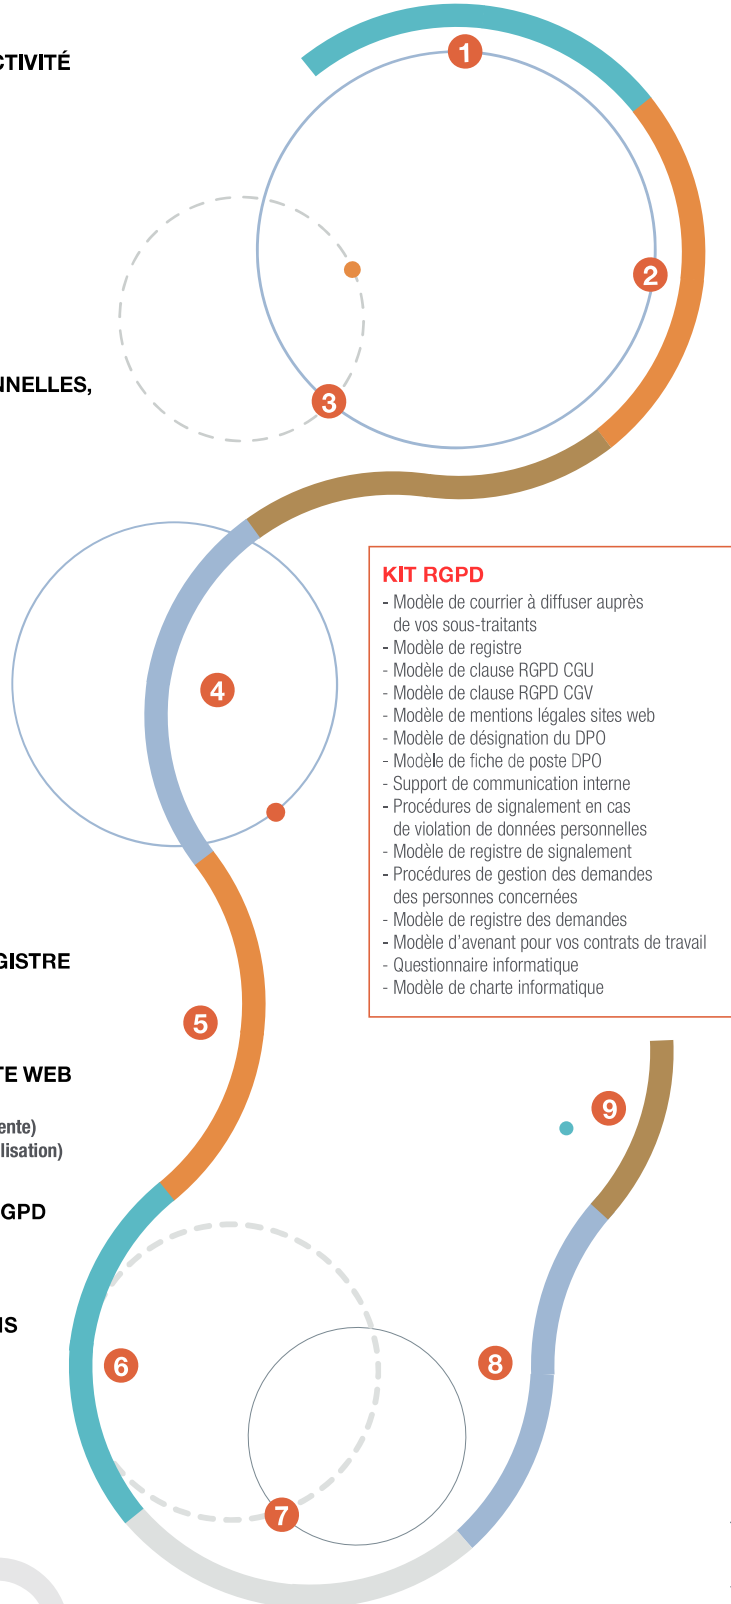 CTIVITÉ
1
2
NNELLES,
3
KIT RGPD
- Modèle de courrier à diffuser auprès
de vos sous-traitants
- Modèle de registre
- Modèle de clause RGPD CGU
- Modèle de clause RGPD CGV
- Modèle de mentions légales sites web
- Modèle de désignation du DPO
- Modèle de fiche de poste DPO
- Support de communication interne
- Procédures de signalement en cas
de violation de données personnelles
- Modèle de registre de signalement
- Procédures de gestion des demandes
des personnes concernées
- Modèle de registre des demandes
- Modèle d'avenant pour vos contrats de travail
- Questionnaire informatique
- Modèle de charte informatique
4
GISTRE
5
TE WEB
9
ente)
lisation)
GPD
NS
6
8
7